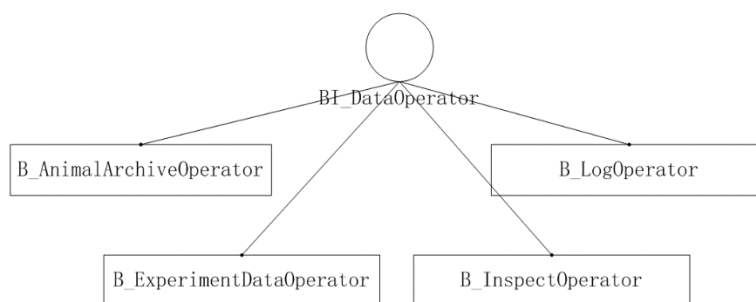 BI_DataOperator
B_AnimalArchiveOperator
B_LogOperator
B_ExperimentDataOperator
B_InspectOperator